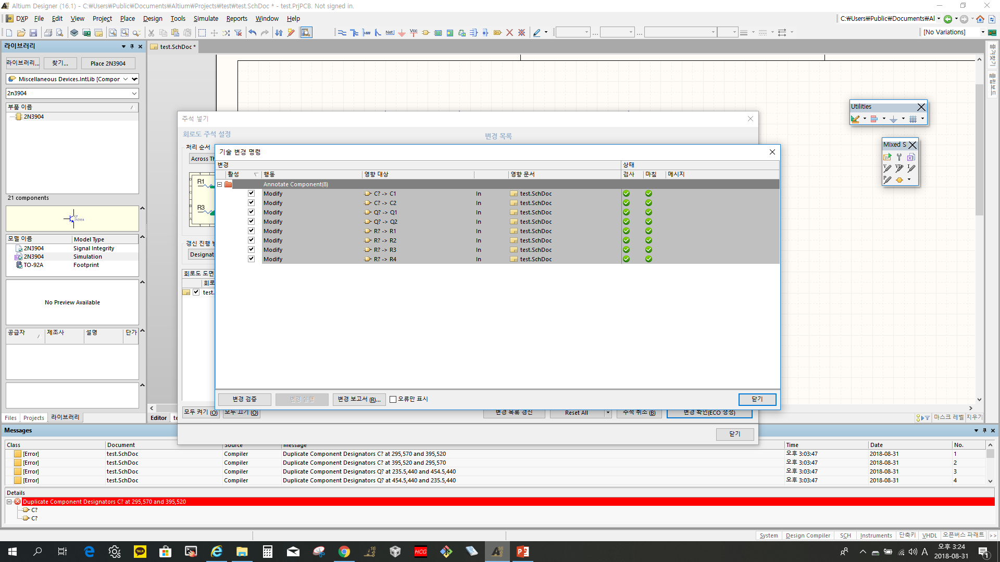 Altium Designer (16.1) - C:₩Users₩Public₩Documents₩Altium₩Projects₩test₩test.SchDoc * - test.PrjPCB. Not signed in.
DXP File Edit View Project Place Design Tools Simulate Reports Window Help
C:₩Users₩Public₩Documents₩Al
Net Vcc D1
[No Variations]
라이브러리
test.SchDoc *
라이브러리... 찾기... Place 2N3904
Miscellaneous Devices.IntLib [Compor
2n3904
부품 이름
2N3904
21 components
Q?
2N3904
모델 이름 Model Type
2N3904 Signal Integrity
2N3904 Simulation
TO-92A Footprint
No Preview Available
공급자 제조사 설명 단가
Files Projects 라이브러리
즐겨찾기
클립보드
Utilities
Mixed S
주석 넣기
회로도 주석 설정
변경 목록
처리 순서
Across Th
R1
R3
갱신 진행 방
Designat
회로도 도면
회로
test.
기술 변경 명령
변경 상태
활성 행동 영향 대상 영향 문서 검사 마침 메시지
Annotate Component(8)
Modify C? -> C1 In test.SchDoc
Modify C? -> C2 In test.SchDoc
Modify Q? -> Q1 In test.SchDoc
Modify Q? -> Q2 In test.SchDoc
Modify R? -> R1 In test.SchDoc
Modify R? -> R2 In test.SchDoc
Modify R? -> R3 In test.SchDoc
Modify R? -> R4 In test.SchDoc
변경 검증 변경 실행 변경 보고서 (R)... 오류만 표시 닫기
모두 켜기 (O) 모두 끄기 (O) 변경 목록 갱신 Reset All 주석 취소 (B) 변경 확인(ECO 생성)
Editor te
마스크 레벨 지우기
닫기
Messages
Class Document Source Message Time Date No.
[Error] test.SchDoc Compiler Duplicate Component Designators C? at 295,570 and 395,520 오후 3:03:47 2018-08-31 1
[Error] test.SchDoc Compiler Duplicate Component Designators C? at 395,520 and 295,570 오후 3:03:47 2018-08-31 2
[Error] test.SchDoc Compiler Duplicate Component Designators Q? at 235.5,440 and 454.5,440 오후 3:03:47 2018-08-31 3
[Error] test.SchDoc Compiler Duplicate Component Designators Q? at 454.5,440 and 235.5,440 오후 3:03:47 2018-08-31 4
Details
Duplicate Component Designators C? at 295,570 and 395,520
C?
C?
System Design Compiler SCH Instruments 단축키 VHDL 오픈버스 파래트 >>
TALK
16
HCG
16
A
오후 3:24
2018-08-31
1